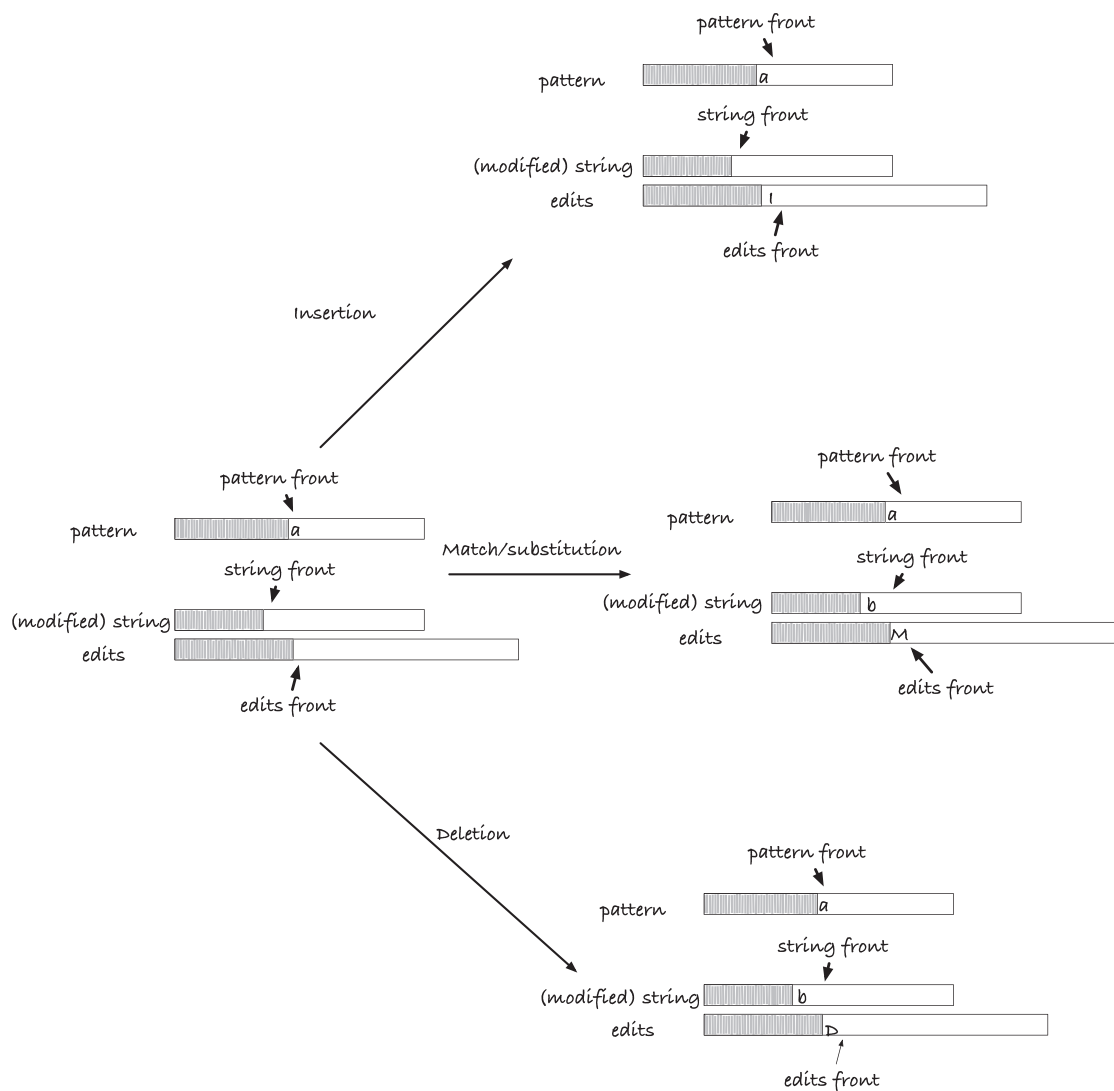 pattern front
pattern
a
string front
(modified) string
edits
I
edits front
Insertion
pattern front
pattern
a
string front
(modified) string
edits
edits front
Match/substitution
pattern front
pattern
a
string front
(modified) string
b
edits
M
edits front
Deletion
pattern front
pattern
a
string front
(modified) string
b
edits
D
edits front